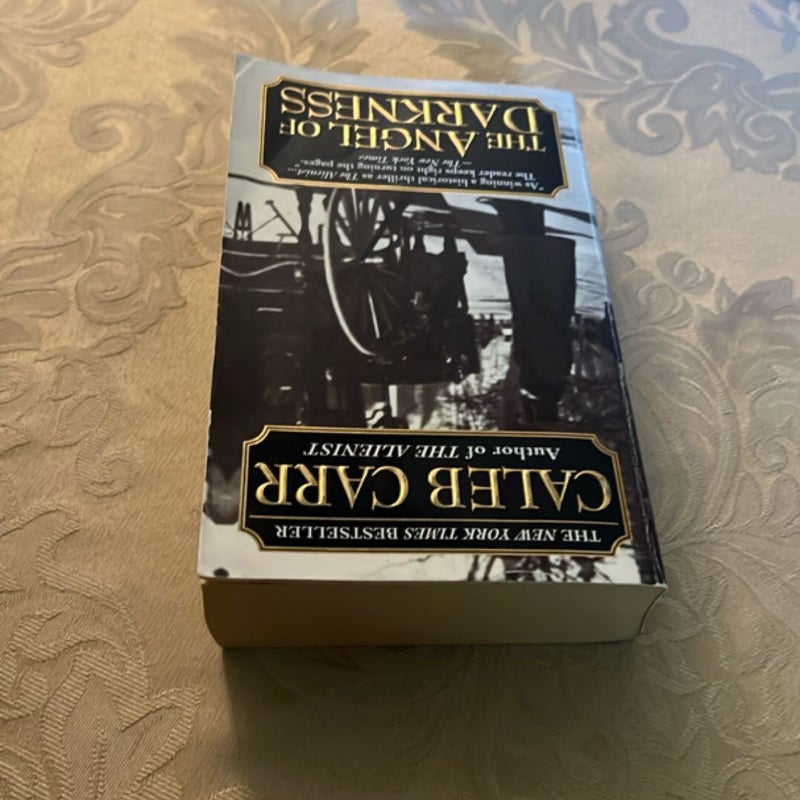 THE NEW YORK TIMES BESTSELLER
CALEB CARR
Author of THE ALIENIST
"As winning a historical thriller as The Alienist...
The reader keeps right on turning the pages."
—The New York Times
THE ANGEL OF
DARKNESS